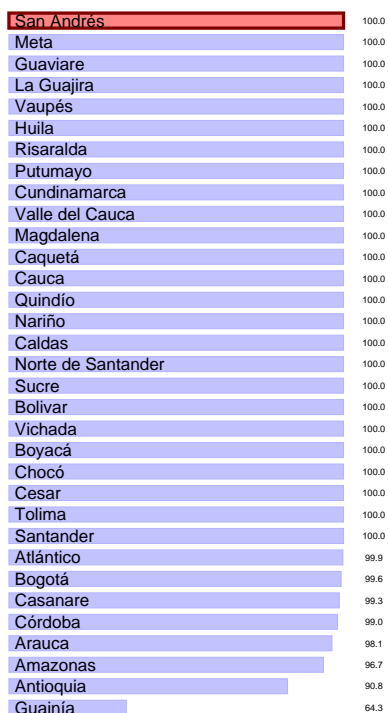 San Andrés 100.0
Meta 100.0
Guaviare 100.0
La Guajira 100.0
Vaupés 100.0
Huila 100.0
Risaralda 100.0
Putumayo 100.0
Cundinamarca 100.0
Valle del Cauca 100.0
Magdalena 100.0
Caquetá 100.0
Cauca 100.0
Quindío 100.0
Nariño 100.0
Caldas 100.0
Norte de Santander 100.0
Sucre 100.0
Bolivar 100.0
Vichada 100.0
Boyacá 100.0
Chocó 100.0
Cesar 100.0
Tolima 100.0
Santander 100.0
Atlántico 99.9
Bogotá 99.6
Casanare 99.3
Córdoba 99.0
Arauca 98.1
Amazonas 96.7
Antioquia 90.8
Guainía 64.3